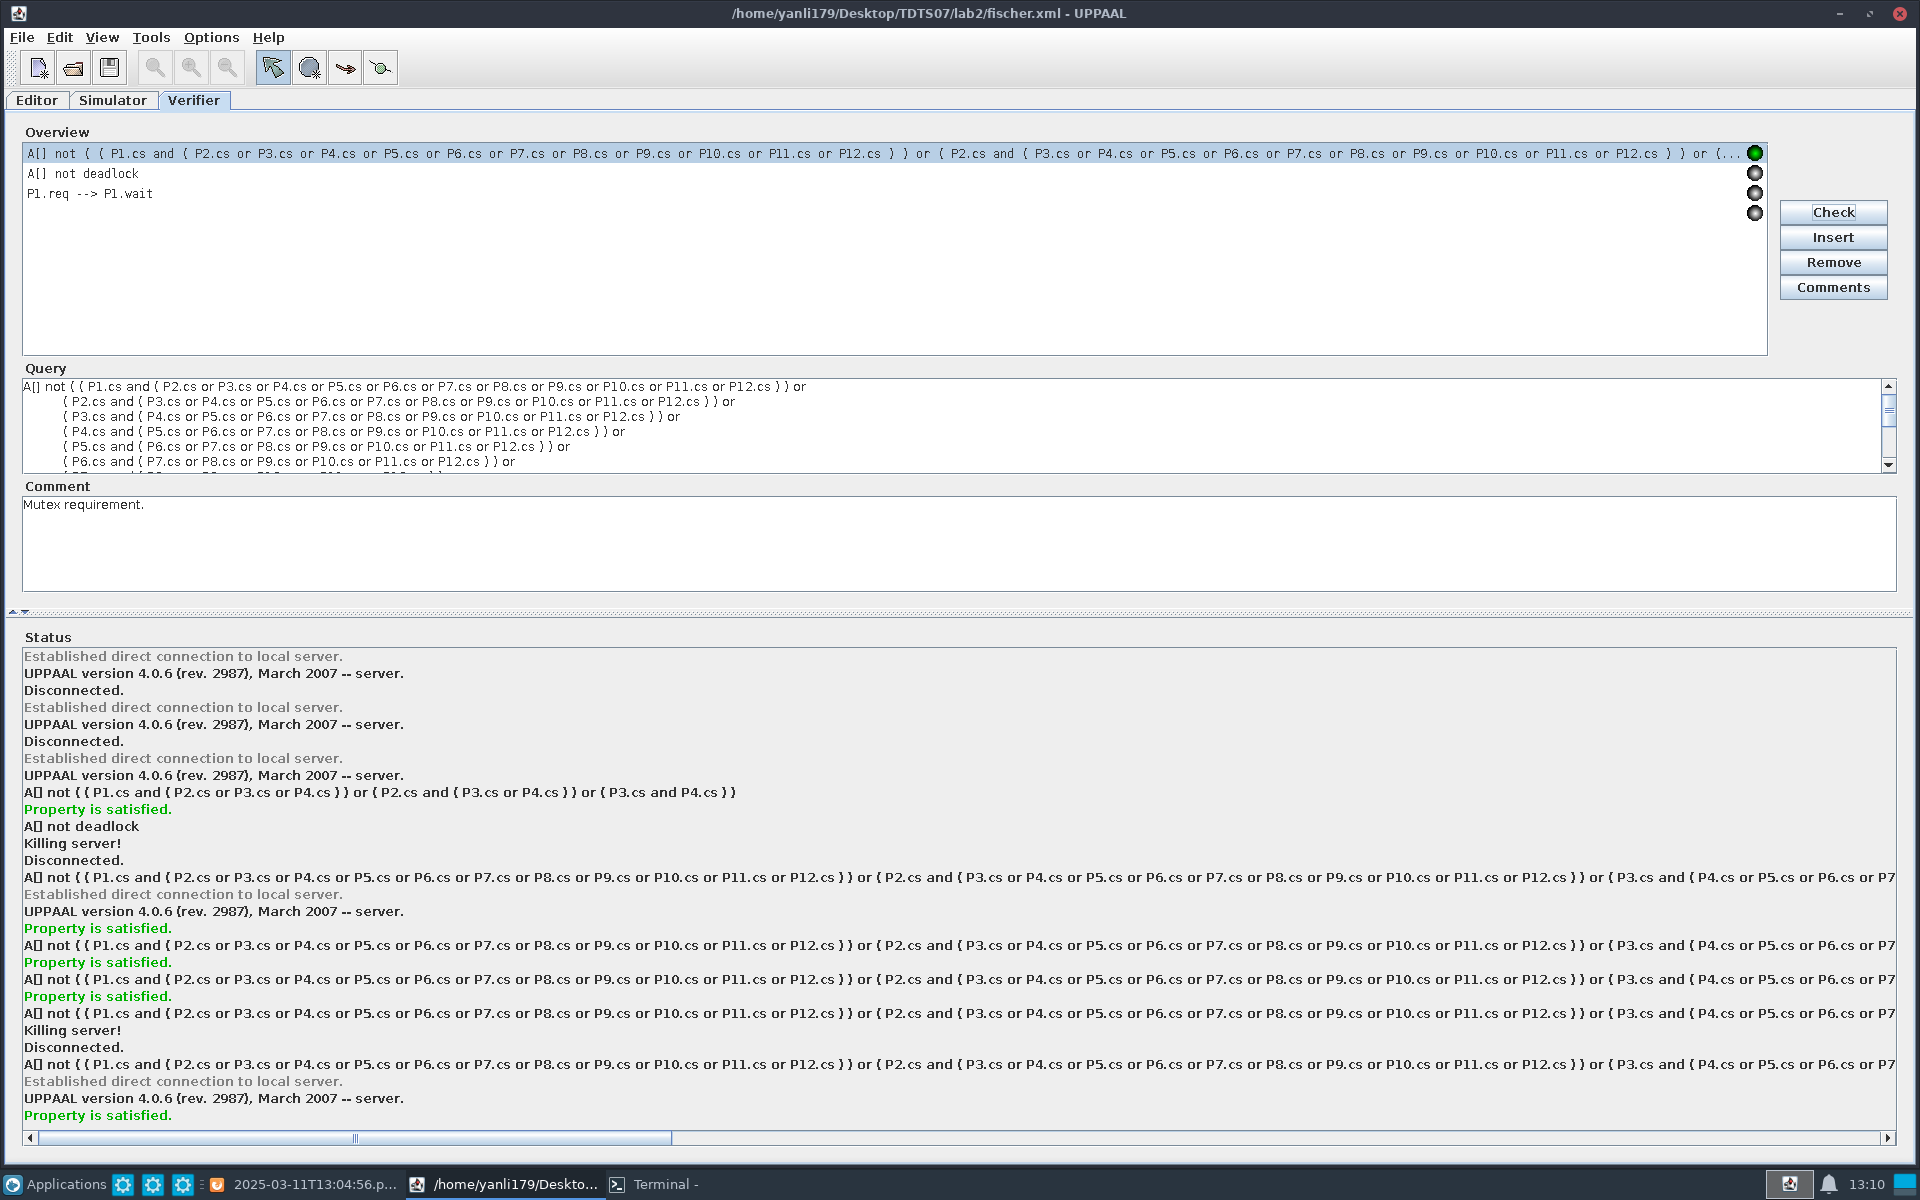 /home/yanli179/Desktop/TDTS07/lab2/fischer.xml - UPPAAL
File Edit View Tools Options Help
Editor Simulator Verifier
Overview
A[] not ( ( P1.cs and ( P2.cs or P3.cs or P4.cs or P5.cs or P6.cs or P7.cs or P8.cs or P9.cs or P10.cs or P11.cs or P12.cs ) ) or ( P2.cs and ( P3.cs or P4.cs or P5.cs or P6.cs or P7.cs or P8.cs or P9.cs or P10.cs or P11.cs or P12.cs ) ) or (...
A[] not deadlock
P1.req --> P1.wait
Check
Insert
Remove
Comments
Query
A[] not ( ( P1.cs and ( P2.cs or P3.cs or P4.cs or P5.cs or P6.cs or P7.cs or P8.cs or P9.cs or P10.cs or P11.cs or P12.cs ) ) or
( P2.cs and ( P3.cs or P4.cs or P5.cs or P6.cs or P7.cs or P8.cs or P9.cs or P10.cs or P11.cs or P12.cs ) ) or
( P3.cs and ( P4.cs or P5.cs or P6.cs or P7.cs or P8.cs or P9.cs or P10.cs or P11.cs or P12.cs ) ) or
( P4.cs and ( P5.cs or P6.cs or P7.cs or P8.cs or P9.cs or P10.cs or P11.cs or P12.cs ) ) or
( P5.cs and ( P6.cs or P7.cs or P8.cs or P9.cs or P10.cs or P11.cs or P12.cs ) ) or
( P6.cs and ( P7.cs or P8.cs or P9.cs or P10.cs or P11.cs or P12.cs ) ) or
Comment
Mutex requirement.
Status
Established direct connection to local server.
UPPAAL version 4.0.6 (rev. 2987), March 2007 -- server.
Disconnected.
Established direct connection to local server.
UPPAAL version 4.0.6 (rev. 2987), March 2007 -- server.
Disconnected.
Established direct connection to local server.
UPPAAL version 4.0.6 (rev. 2987), March 2007 -- server.
A[] not ( ( P1.cs and ( P2.cs or P3.cs or P4.cs ) ) or ( P2.cs and ( P3.cs or P4.cs ) ) or ( P3.cs and P4.cs ) )
Property is satisfied.
A[] not deadlock
Killing server!
Disconnected.
A[] not ( ( P1.cs and ( P2.cs or P3.cs or P4.cs or P5.cs or P6.cs or P7.cs or P8.cs or P9.cs or P10.cs or P11.cs or P12.cs ) ) or ( P2.cs and ( P3.cs or P4.cs or P5.cs or P6.cs or P7.cs or P8.cs or P9.cs or P10.cs or P11.cs or P12.cs ) ) or ( P3.cs and ( P4.cs or P5.cs or P6.cs or P7
Established direct connection to local server.
UPPAAL version 4.0.6 (rev. 2987), March 2007 -- server.
Property is satisfied.
A[] not ( ( P1.cs and ( P2.cs or P3.cs or P4.cs or P5.cs or P6.cs or P7.cs or P8.cs or P9.cs or P10.cs or P11.cs or P12.cs ) ) or ( P2.cs and ( P3.cs or P4.cs or P5.cs or P6.cs or P7.cs or P8.cs or P9.cs or P10.cs or P11.cs or P12.cs ) ) or ( P3.cs and ( P4.cs or P5.cs or P6.cs or P7
Property is satisfied.
A[] not ( ( P1.cs and ( P2.cs or P3.cs or P4.cs or P5.cs or P6.cs or P7.cs or P8.cs or P9.cs or P10.cs or P11.cs or P12.cs ) ) or ( P2.cs and ( P3.cs or P4.cs or P5.cs or P6.cs or P7.cs or P8.cs or P9.cs or P10.cs or P11.cs or P12.cs ) ) or ( P3.cs and ( P4.cs or P5.cs or P6.cs or P7
Property is satisfied.
A[] not ( ( P1.cs and ( P2.cs or P3.cs or P4.cs or P5.cs or P6.cs or P7.cs or P8.cs or P9.cs or P10.cs or P11.cs or P12.cs ) ) or ( P2.cs and ( P3.cs or P4.cs or P5.cs or P6.cs or P7.cs or P8.cs or P9.cs or P10.cs or P11.cs or P12.cs ) ) or ( P3.cs and ( P4.cs or P5.cs or P6.cs or P7
Killing server!
Disconnected.
A[] not ( ( P1.cs and ( P2.cs or P3.cs or P4.cs or P5.cs or P6.cs or P7.cs or P8.cs or P9.cs or P10.cs or P11.cs or P12.cs ) ) or ( P2.cs and ( P3.cs or P4.cs or P5.cs or P6.cs or P7.cs or P8.cs or P9.cs or P10.cs or P11.cs or P12.cs ) ) or ( P3.cs and ( P4.cs or P5.cs or P6.cs or P7
Established direct connection to local server.
UPPAAL version 4.0.6 (rev. 2987), March 2007 -- server.
Property is satisfied.
Applications 2025-03-11T13:04:56.p... /home/yanli179/Deskto... Terminal - 13:10